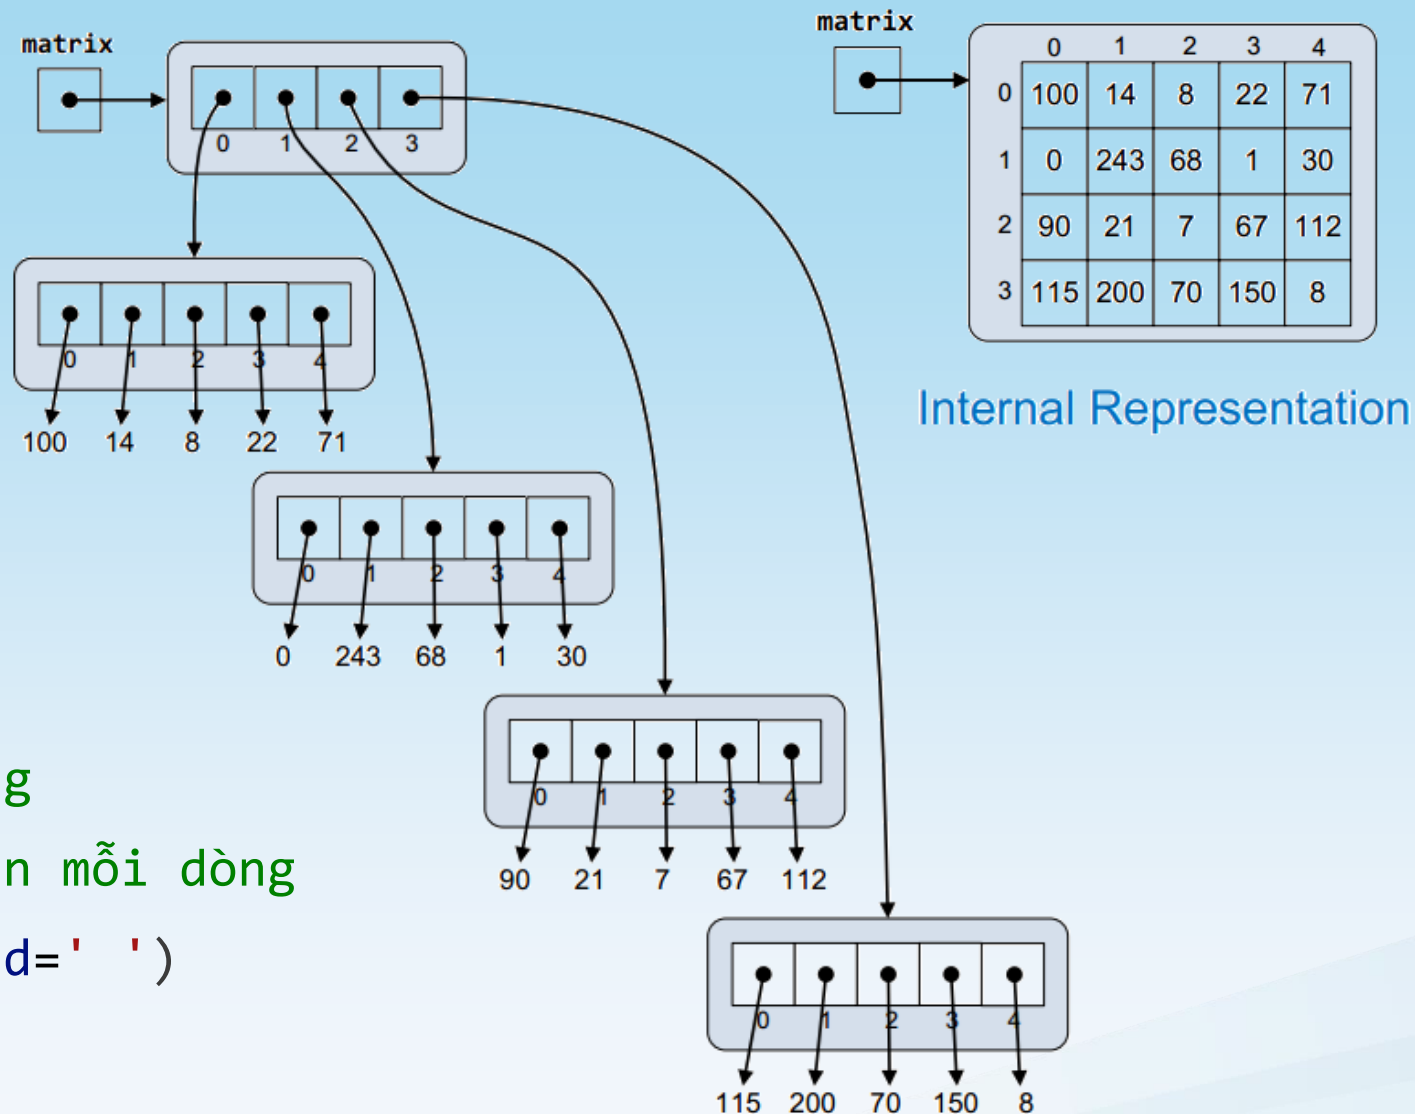 matrix
0 1 2 3
0 1 2 3 4
100 14 8 22 71
0 1 2 3 4
0 243 68 1 30
0 1 2 3 4
90 21 7 67 112
0 1 2 3 4
115 200 70 150 8
matrix
0 1 2 3 4
0 100 14 8 22 71
1 0 243 68 1 30
2 90 21 7 67 112
3 115 200 70 150 8
Internal Representation
g
n mỗi dòng
d=' ')